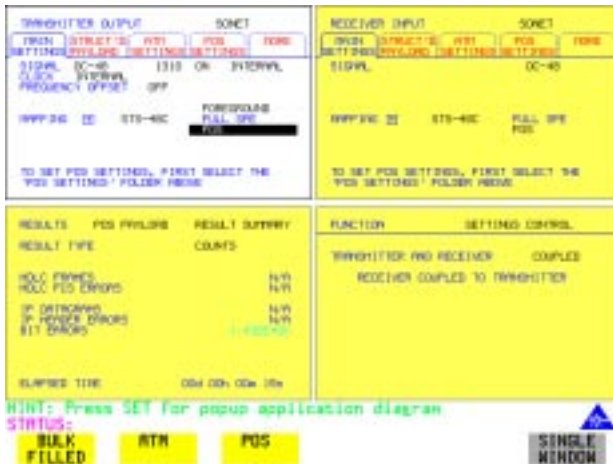 TRANSMITTER OUTPUT SONET
MAIN SETTINGS STRUCT'D PAYLOAD ATM SETTINGS POS SETTINGS MORE
SIGNAL OC-48 1310 ON INTERNAL
CLOCK INTERNAL
FREQUENCY OFFSET OFF
FOREGROUND
MAPPING STS-48C FULL SPE
POS
TO SET POS SETTINGS, FIRST SELECT THE
'POS SETTINGS' FOLDER ABOVE
RECEIVER INPUT SONET
MAIN SETTINGS STRUCT'D PAYLOAD ATM SETTINGS POS SETTINGS MORE
SIGNAL OC-48
MAPPING STS-48C FULL SPE
POS
TO SET POS SETTINGS, FIRST SELECT THE
'POS SETTINGS' FOLDER ABOVE
RESULTS POS PAYLOAD RESULT SUMMARY
RESULT TYPE COUNTS
HDLC FRAMES N/A
HDLC FCS ERRORS N/A
IP DATAGRAMS N/A
IP HEADER ERRORS N/A
BIT ERRORS
ELAPSED TIME 00d 00h 00m
FUNCTION SETTINGS CONTROL
TRANSMITTER AND RECEIVER COUPLED
RECEIVER COUPLED TO TRANSMITTER
HINT: Press SET for popup application diagram
STATUS:
BULK FILLED ATM POS SINGLE WINDOW